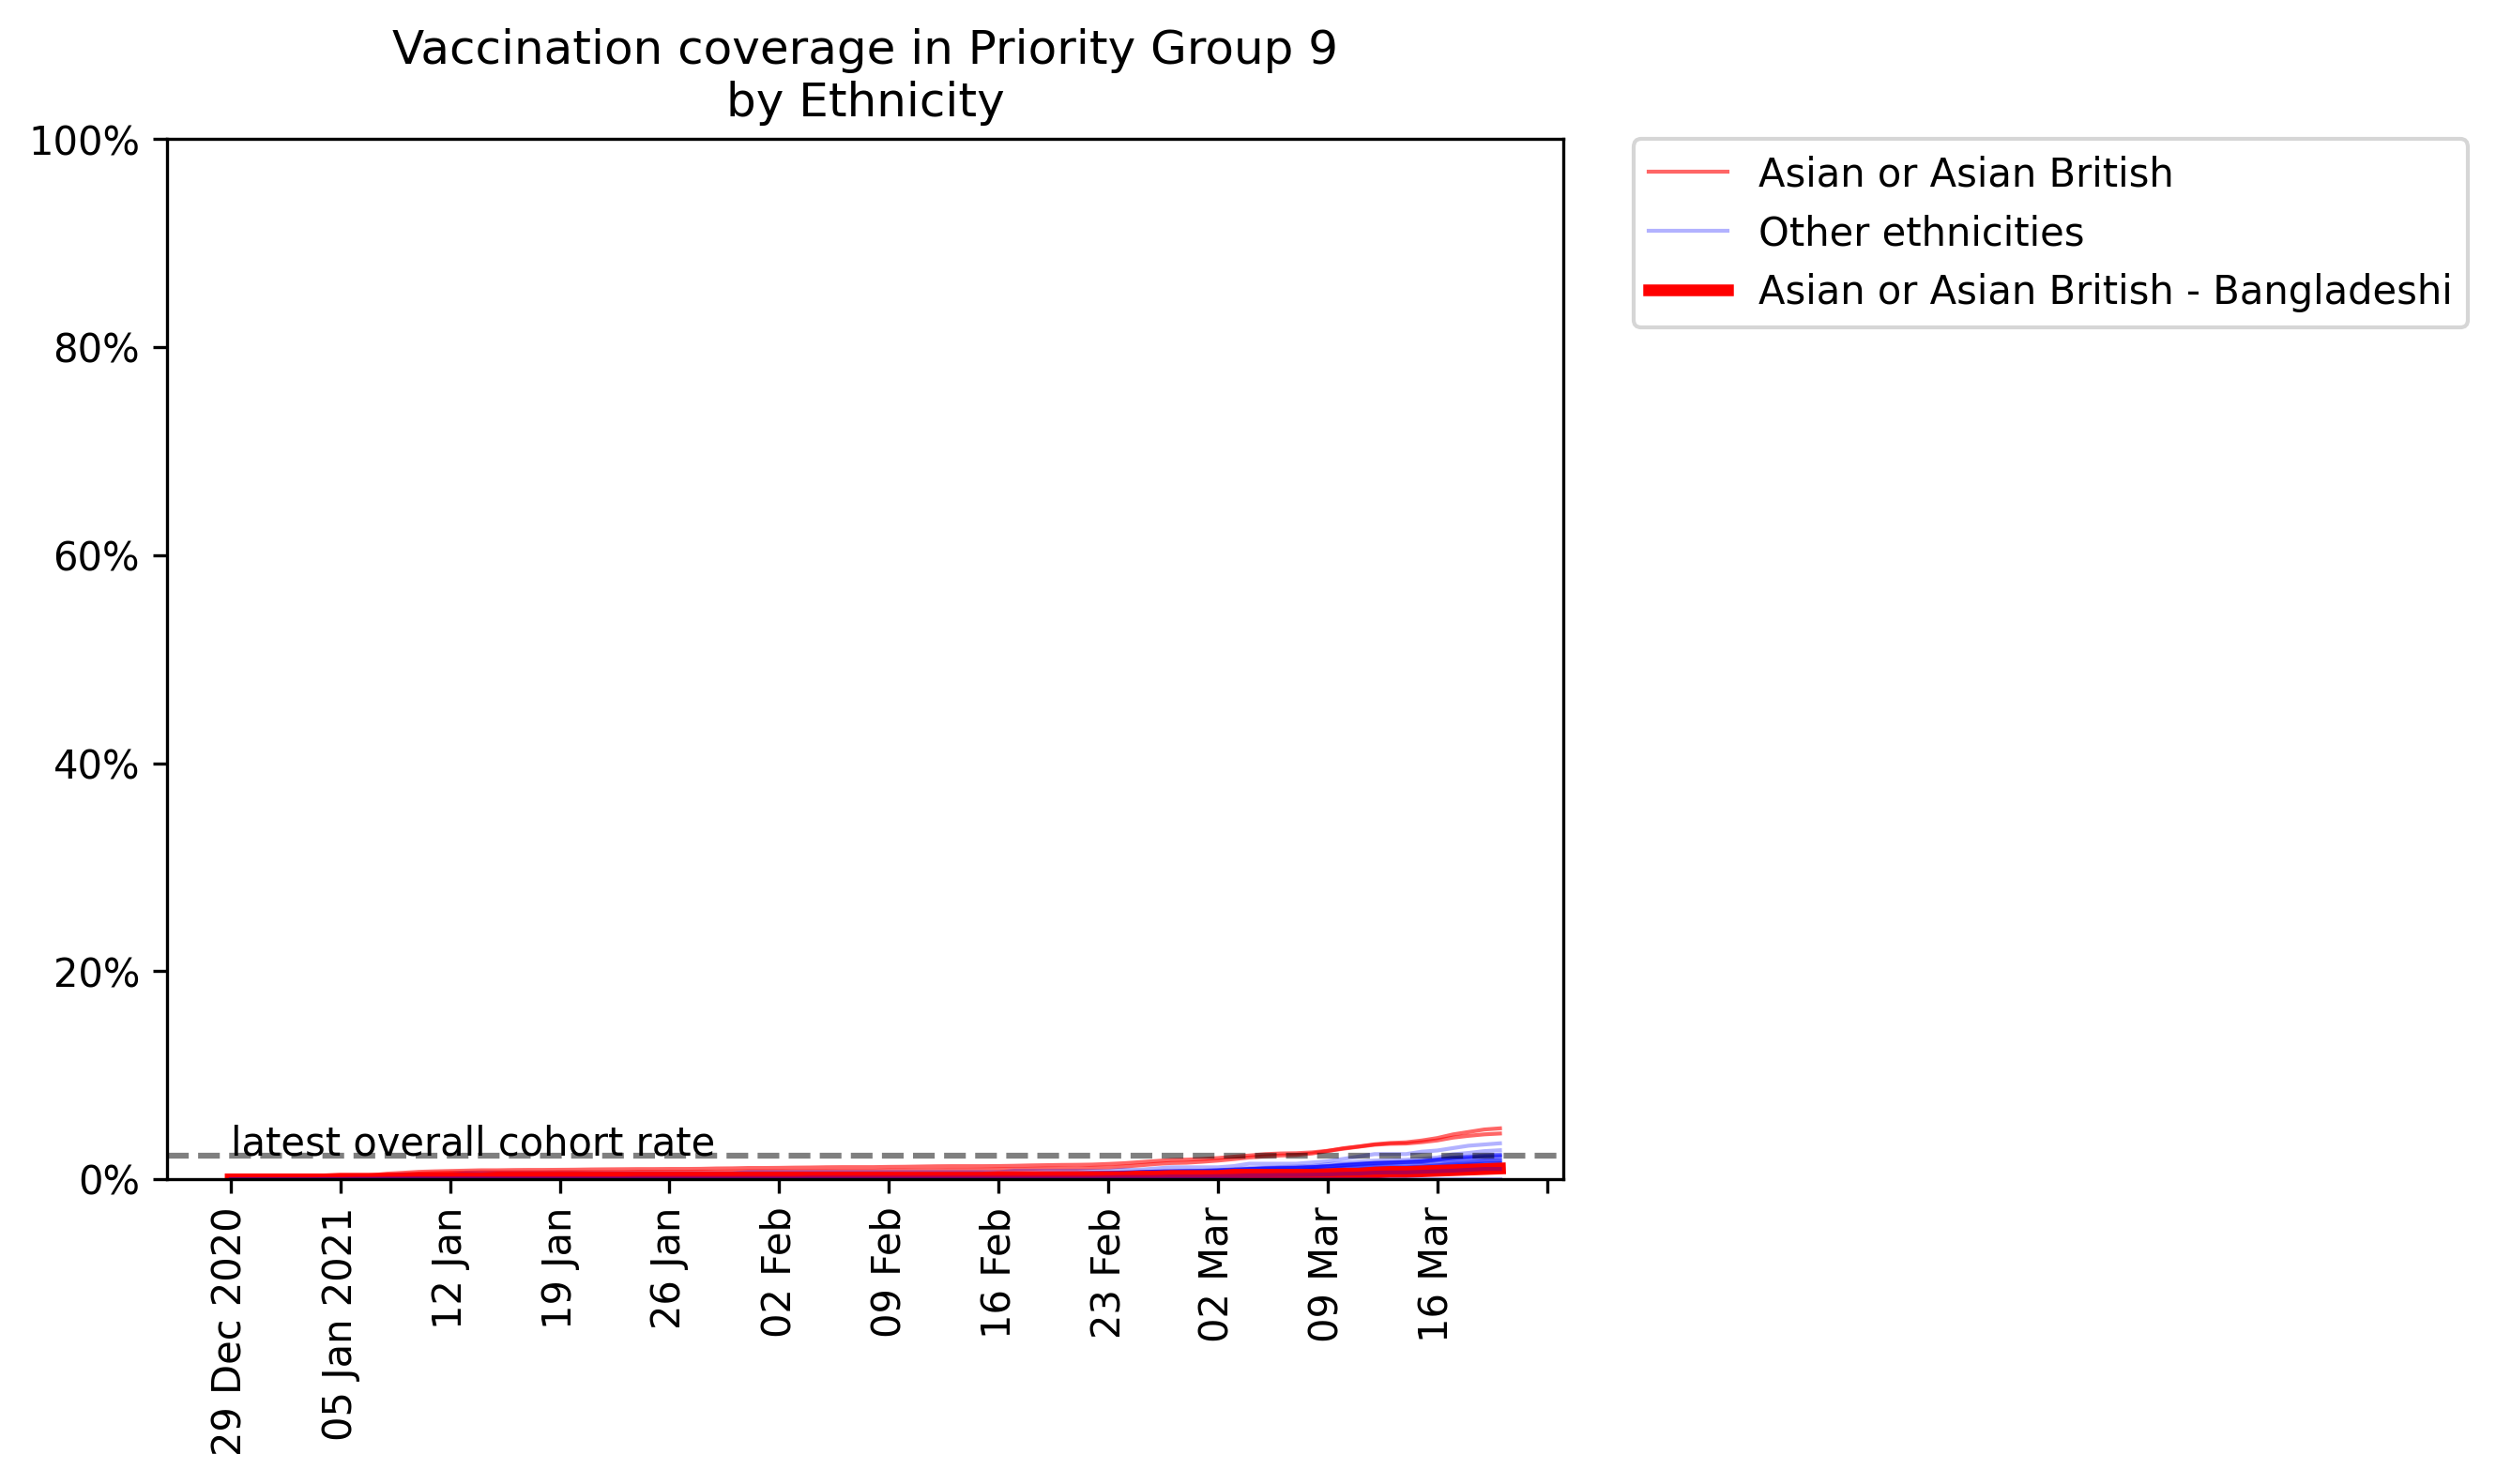 Vaccination coverage in Priority Group 9
by Ethnicity
100%
80%
60%
40%
20%
0%
latest overall cohort rate
29 Dec 2020
05 Jan 2021
12 Jan
19 Jan
26 Jan
02 Feb
09 Feb
16 Feb
23 Feb
02 Mar
09 Mar
16 Mar
Asian or Asian British
Other ethnicities
Asian or Asian British - Bangladeshi